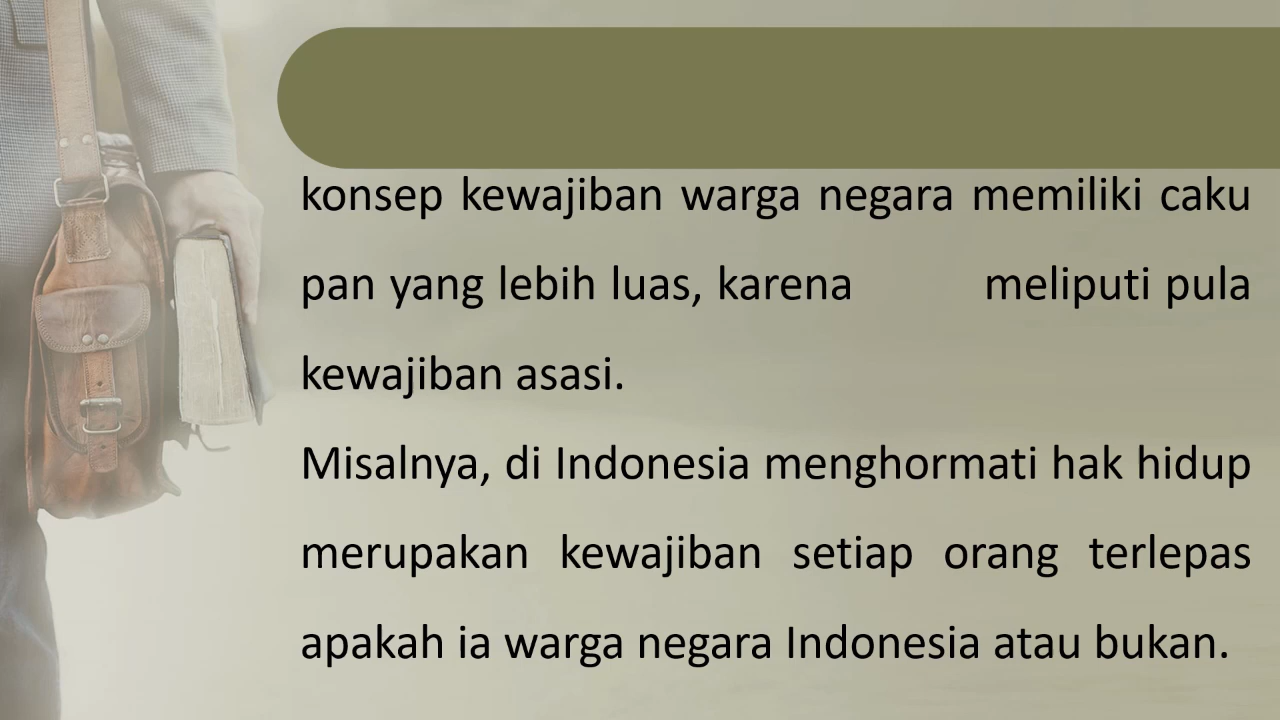 konsep kewajiban warga negara memiliki caku
pan yang lebih luas, karena meliputi pula
kewajiban asasi.
Misalnya, di Indonesia menghormati hak hidup
merupakan kewajiban setiap orang terlepas
apakah ia warga negara Indonesia atau bukan.